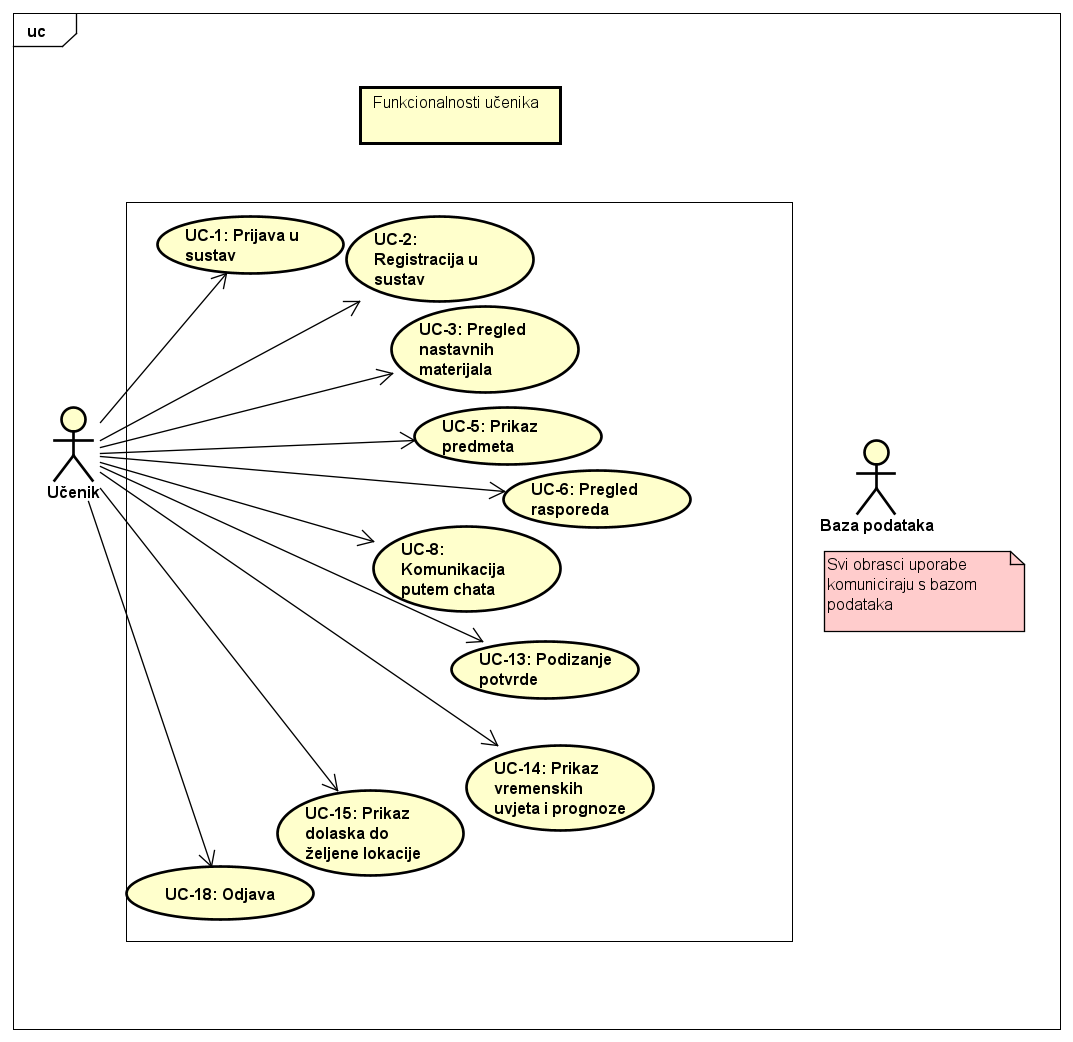 uc
Funkcionalnosti učenika
UC-1: Prijava u
sustav
UC-2:
Registracija u
sustav
UC-3: Pregled
nastavnih
materijala
UC-5: Prikaz
predmeta
UC-6: Pregled
rasporeda
Učenik
Baza podataka
UC-8:
Komunikacija
putem chata
Svi obrasci uporabe
komuniciraju s bazom
podataka
UC-13: Podizanje
potvrde
UC-14: Prikaz
vremenskih
uvjeta i prognoze
UC-15: Prikaz
dolaska do
željene lokacije
UC-18: Odjava